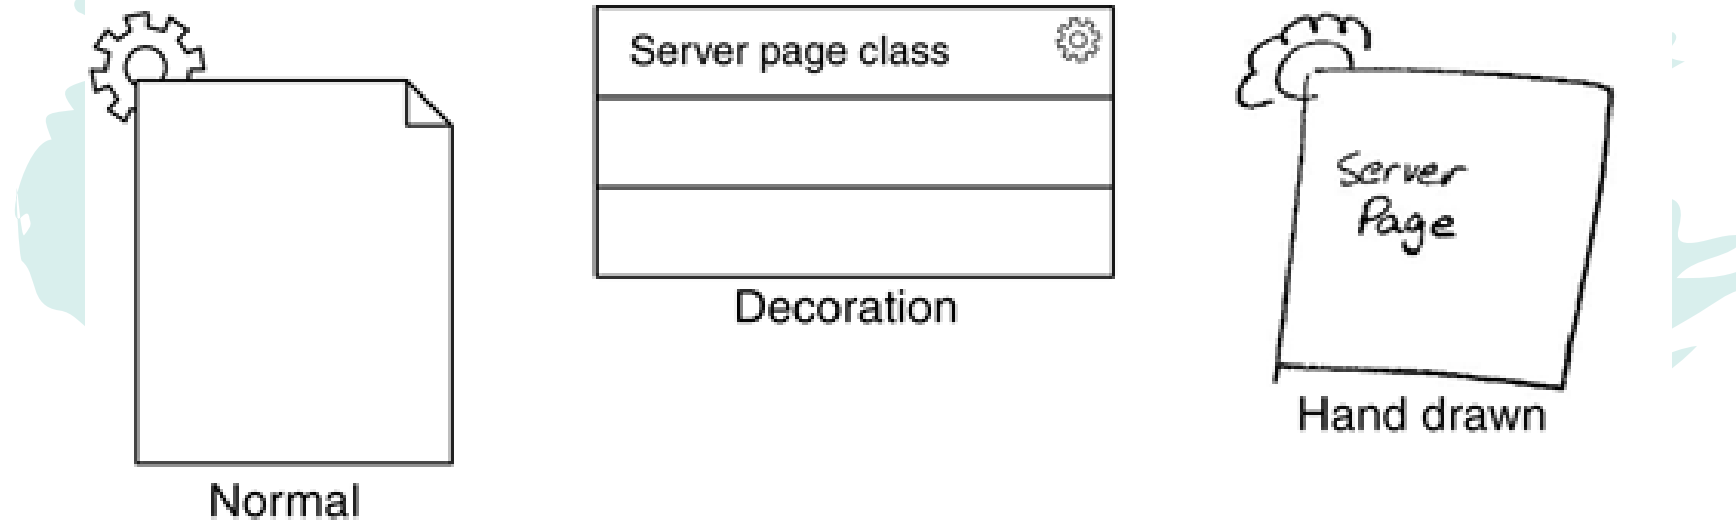 Server page class
Server
Page
Decoration
Hand drawn
Normal